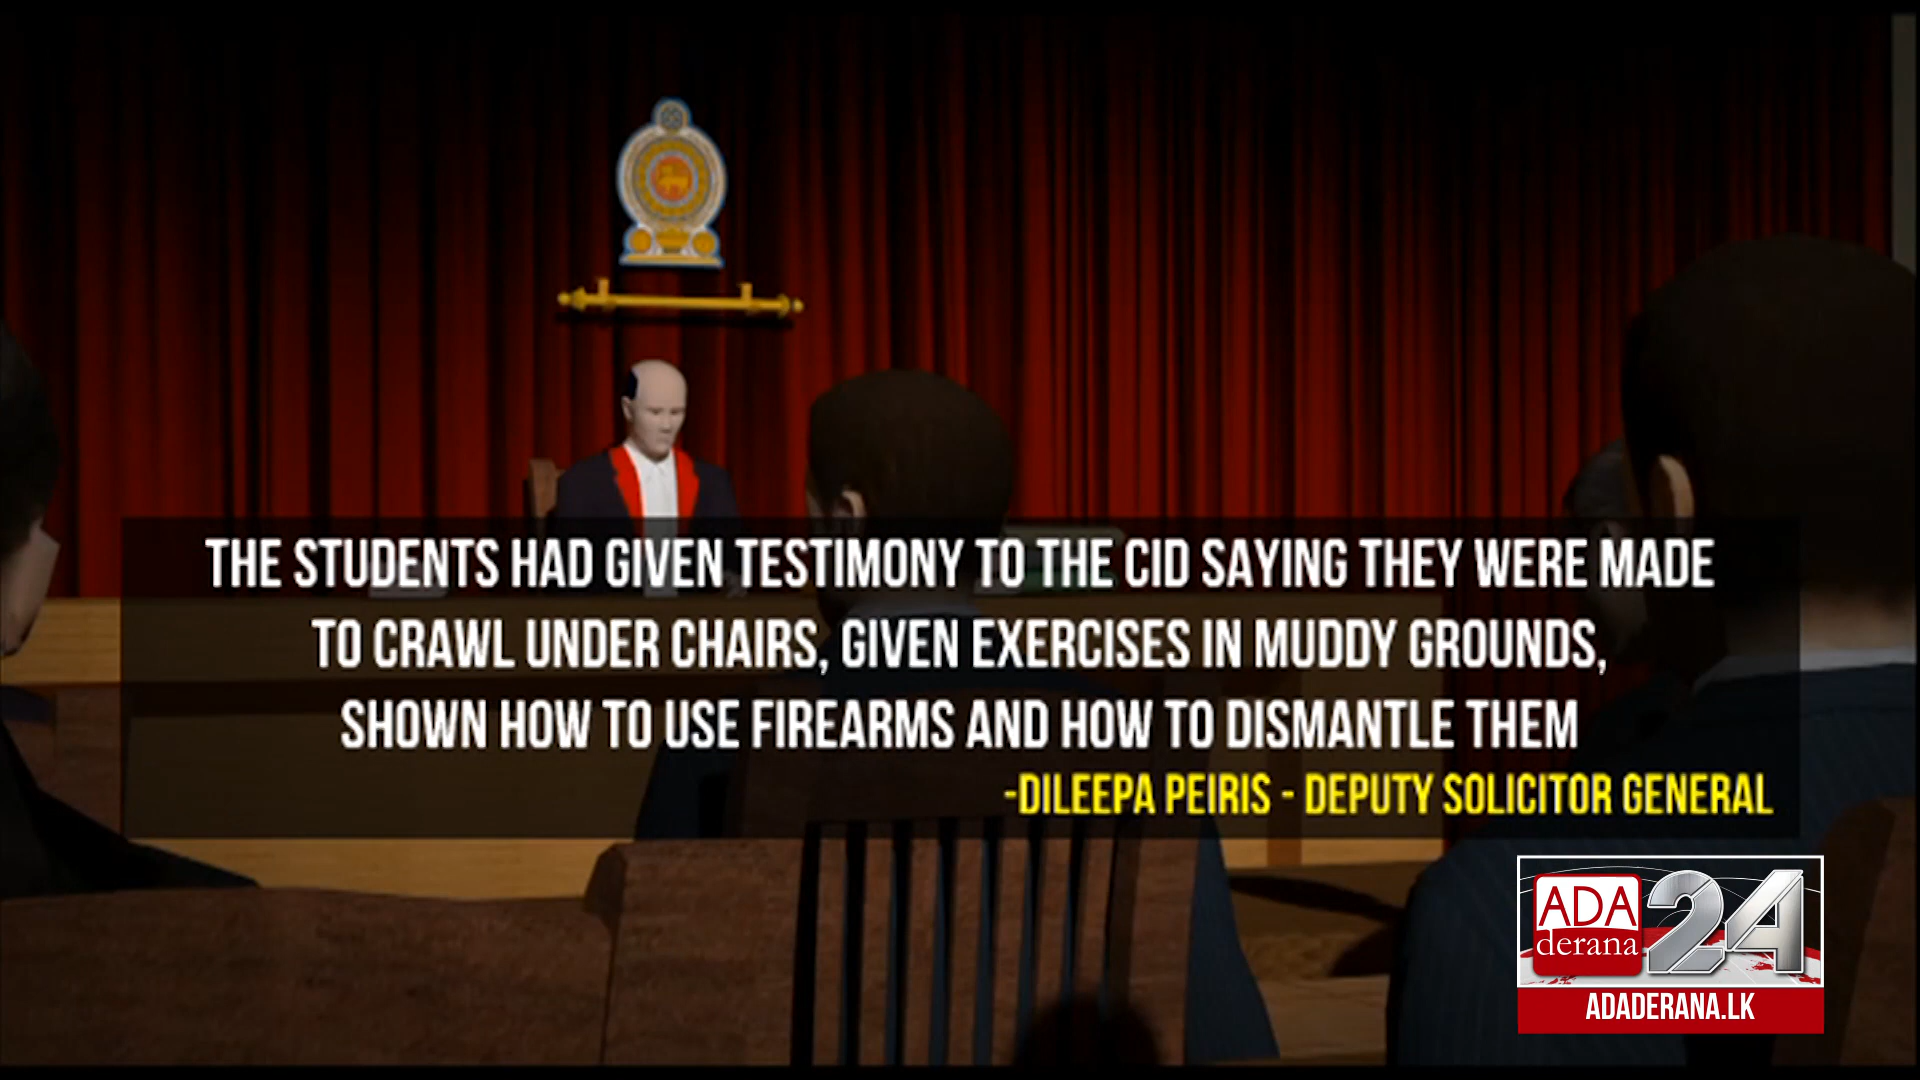 THE STUDENTS HAD GIVEN TESTIMONY TO THE CID SAYING THEY WERE MADE
TO CRAWL UNDER CHAIRS, GIVEN EXERCISES IN MUDDY GROUNDS,
SHOWN HOW TO USE FIREARMS AND HOW TO DISMANTLE THEM
-DILEEPA PEIRIS - DEPUTY SOLICITOR GENERAL
ADA
derana
24
ADADERANA.LK